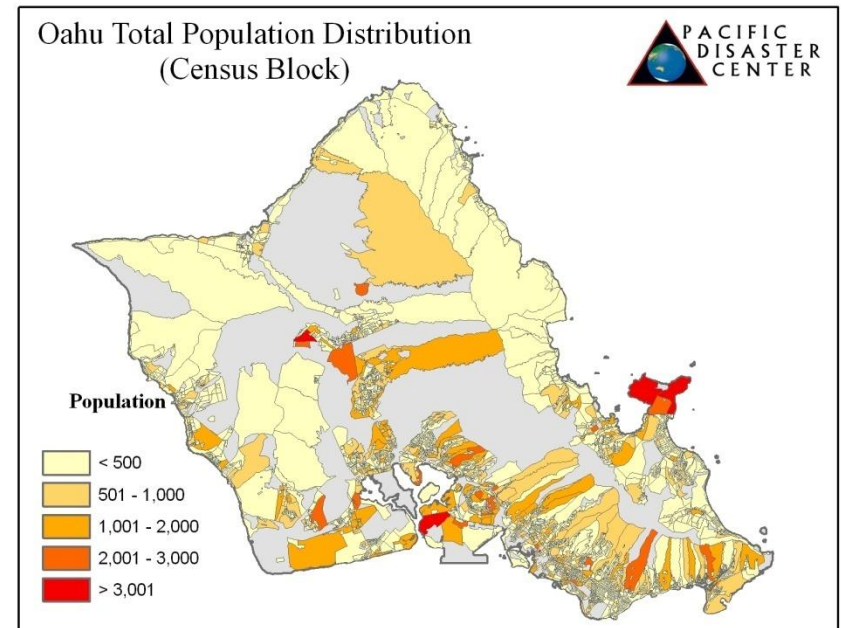 Oahu Total Population Distribution
(Census Block)
PACIFIC
DISASTER
CENTER
Population
< 500
501 - 1,000
1,001 - 2,000
2,001 - 3,000
> 3,001